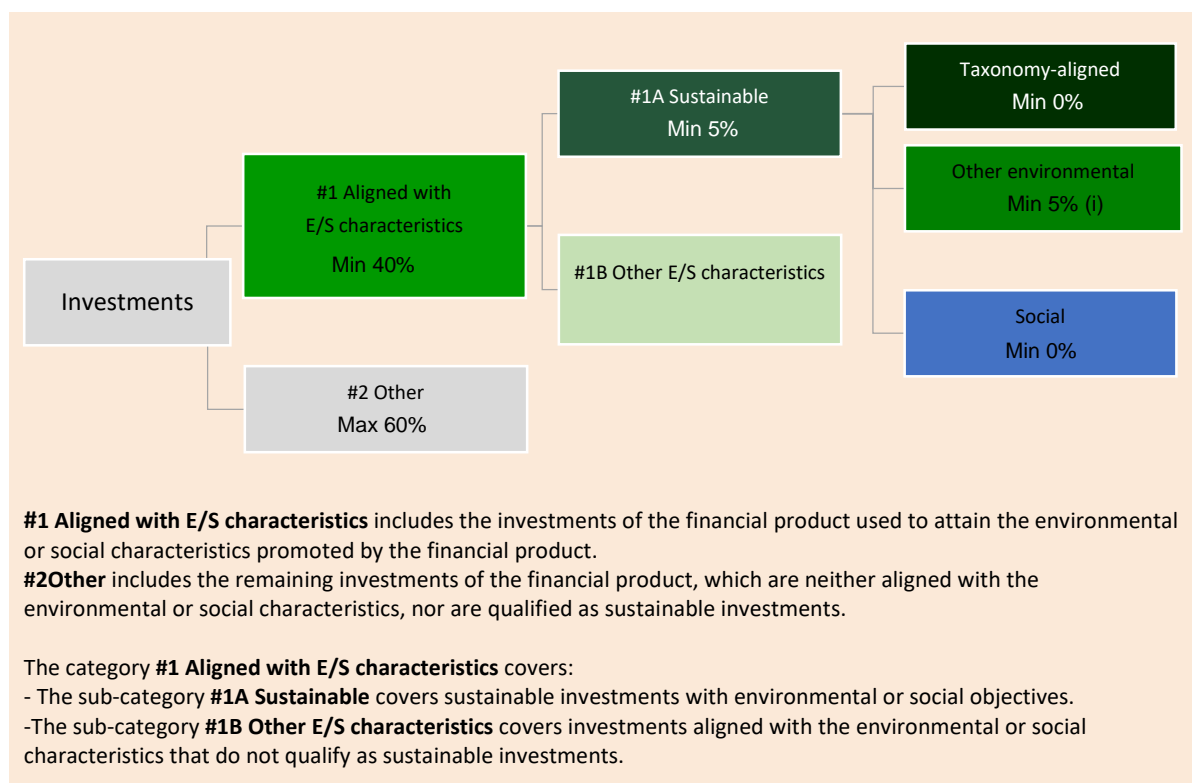 Investments
#1 Aligned with
E/S characteristics
Min 40%
#2 Other
Max 60%
#1A Sustainable
Min 5%
#1B Other E/S characteristics
Taxonomy-aligned
Min 0%
Other environmental
Min 5% (i)
Social
Min 0%
#1 Aligned with E/S characteristics includes the investments of the financial product used to attain the environmental
or social characteristics promoted by the financial product.
#2Other includes the remaining investments of the financial product, which are neither aligned with the
environmental or social characteristics, nor are qualified as sustainable investments.
The category #1 Aligned with E/S characteristics covers:
- The sub-category #1A Sustainable covers sustainable investments with environmental or social objectives.
-The sub-category #1B Other E/S characteristics covers investments aligned with the environmental or social
characteristics that do not qualify as sustainable investments.